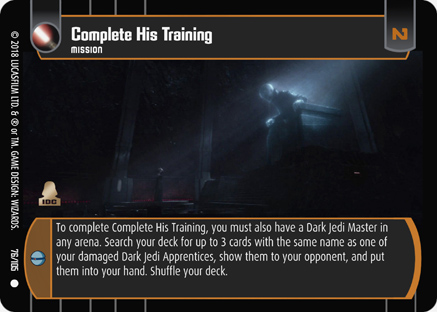 Complete His Training
MISSION
N
IDC
To complete Complete His Training, you must also have a Dark Jedi Master in
any arena. Search your deck for up to 3 cards with the same name as one of
your damaged Dark Jedi Apprentices, show them to your opponent, and put
them into your hand. Shuffle your deck.
© 2018 LUCASFILM LTD. & ® or TM. GAME DESIGN: WIZARDS.
75/105